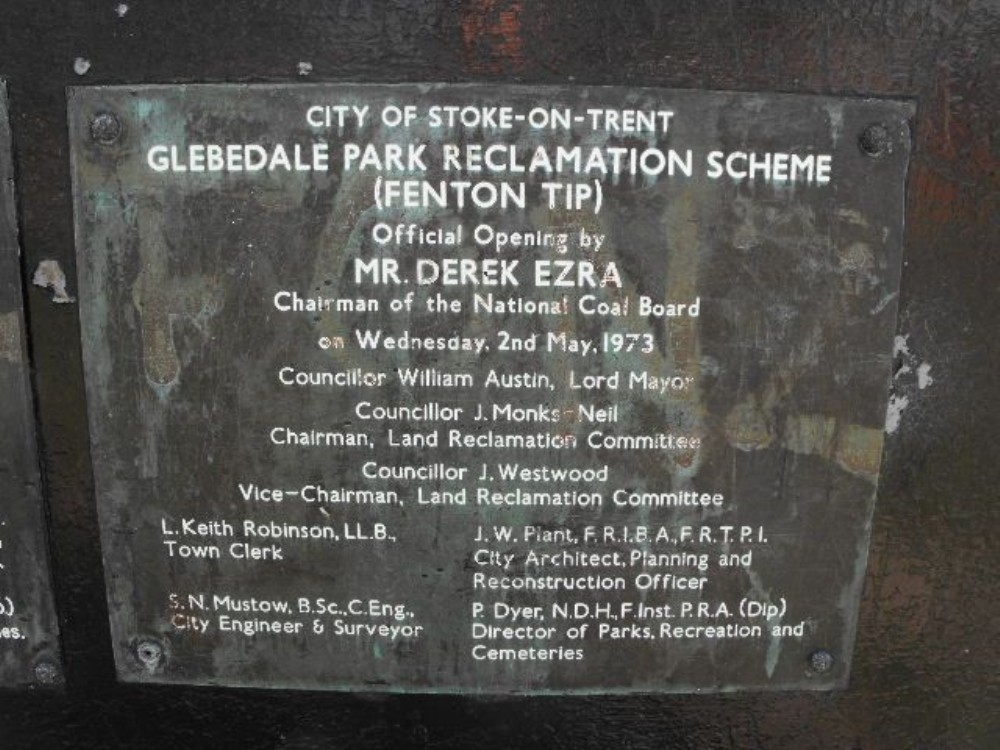 CITY OF STOKE-ON-TRENT
GLEBEDALE PARK RECLAMATION SCHEME
(FENTON TIP)
Official Opening by
MR. DEREK EZRA
Chairman of the National Coal Board
on Wednesday, 2nd May, 1973
Councillor William Austin, Lord Mayor
Councillor J. Monks-Neil
Chairman, Land Reclamation Committee
Councillor J. Westwood
Vice-Chairman, Land Reclamation Committee
L. Keith Robinson, LL.B.,
Town Clerk
J. W. Plant, F.R.I.B.A., F.R.T.P.I.
City Architect, Planning and
Reconstruction Officer
S. N. Mustow, B.Sc., C.Eng.,
City Engineer & Surveyor
P. Dyer, N.D.H., F.Inst. P.R.A. (Dip)
Director of Parks, Recreation and
Cemeteries